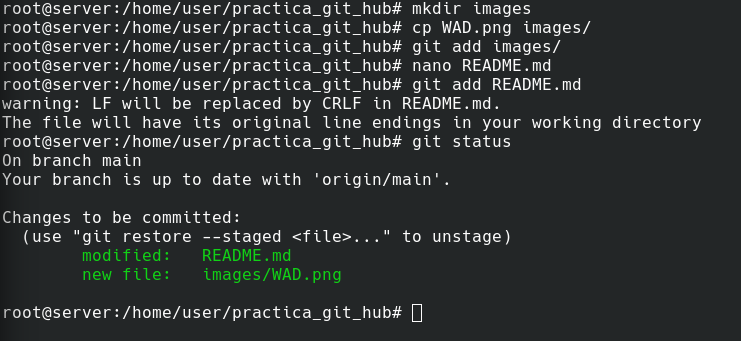 root@server:/home/user/practica_git_hub# mkdir images
root@server:/home/user/practica_git_hub# cp WAD.png images/
root@server:/home/user/practica_git_hub# git add images/
root@server:/home/user/practica_git_hub# nano README.md
root@server:/home/user/practica_git_hub# git add README.md
warning: LF will be replaced by CRLF in README.md.
The file will have its original line endings in your working directory
root@server:/home/user/practica_git_hub# git status
On branch main
Your branch is up to date with 'origin/main'.

Changes to be committed:
  (use "git restore --staged <file>..." to unstage)
        modified:   README.md
        new file:   images/WAD.png

root@server:/home/user/practica_git_hub#